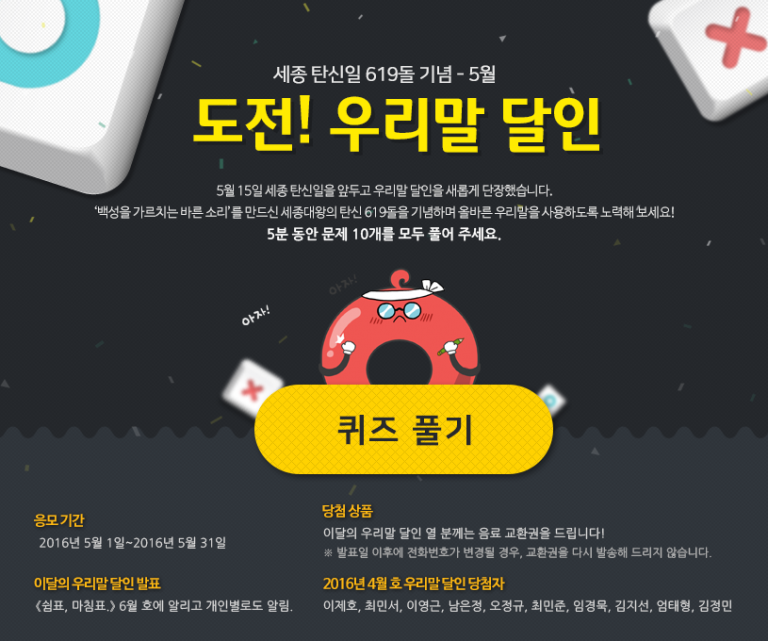 세종 탄신일 619돌 기념 - 5월
도전! 우리말 달인
5월 15일 세종 탄신일을 앞두고 우리말 달인을 새롭게 단장했습니다.
‘백성을 가르치는 바른 소리’를 만드신 세종대왕의 탄신 619돌을 기념하며 올바른 우리말을 사용하도록 노력해 보세요!
5분 동안 문제 10개를 모두 풀어 주세요.
아자!
아자!
퀴즈 풀기
응모 기간
2016년 5월 1일~2016년 5월 31일
당첨 상품
이달의 우리말 달인 열 분께는 음료 교환권을 드립니다!
※ 발표일 이후에 전화번호가 변경될 경우, 교환권을 다시 발송해 드리지 않습니다.
이달의 우리말 달인 발표
《쉼표, 마침표.》 6월 호에 알리고 개인별로도 알림.
2016년 4월 호 우리말 달인 당첨자
이제호, 최민서, 이영근, 남은정, 오정규, 최민준, 임경묵, 김지선, 엄태형, 김정민